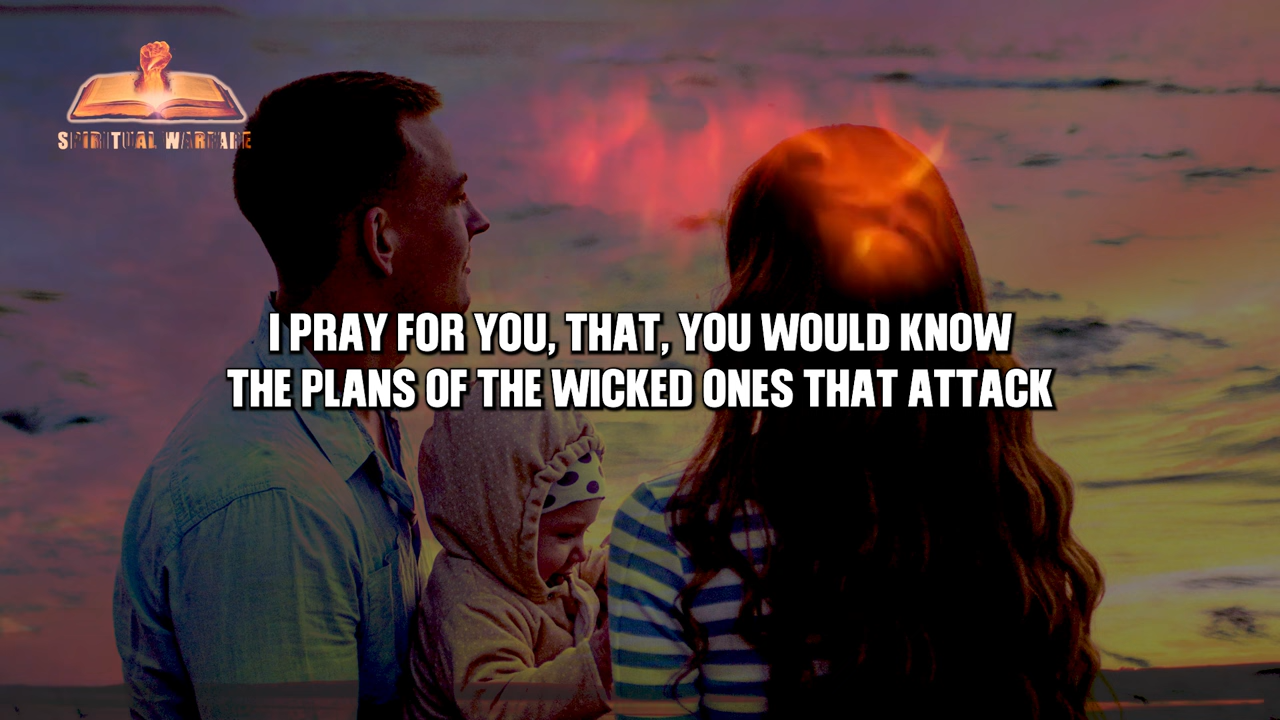 SPIRITUAL WARFARE
I PRAY FOR YOU, THAT, YOU WOULD KNOW
THE PLANS OF THE WICKED ONES THAT ATTACK